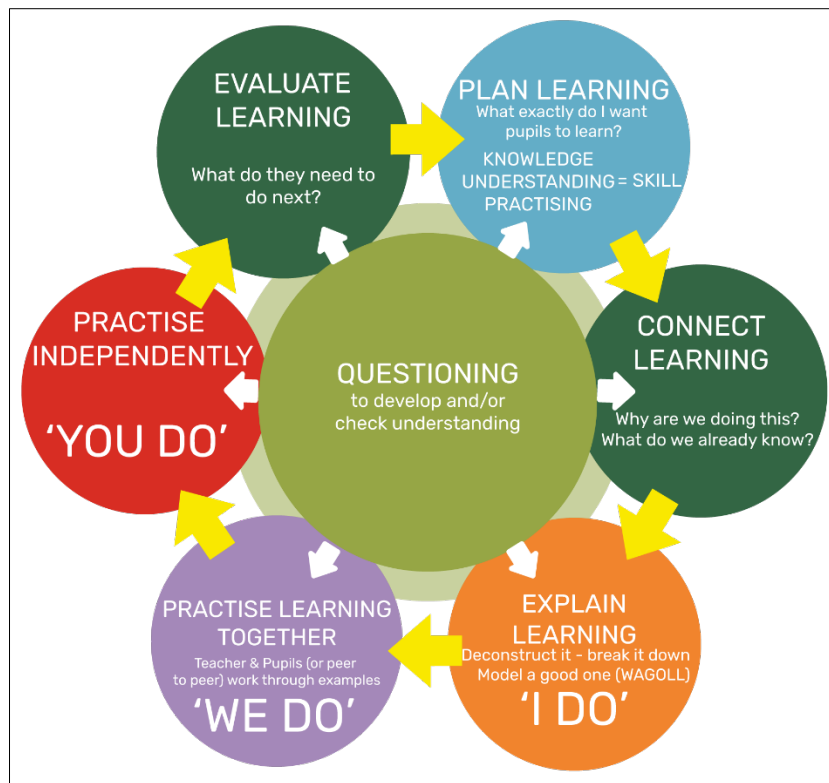 EVALUATE
LEARNING
What do they need to
do next?
PLAN LEARNING
What exactly do I want
pupils to learn?
KNOWLEDGE
UNDERSTANDING = SKILL
PRACTISING
CONNECT
LEARNING
Why are we doing this?
What do we already know?
EXPLAIN
LEARNING
Deconstruct it - break it down
Model a good one (WAGOLL)
'I DO'
PRACTISE LEARNING
TOGETHER
Teacher & Pupils (or peer
to peer) work through examples
'WE DO'
PRACTISE
INDEPENDENTLY
'YOU DO'
QUESTIONING
to develop and/or
check understanding